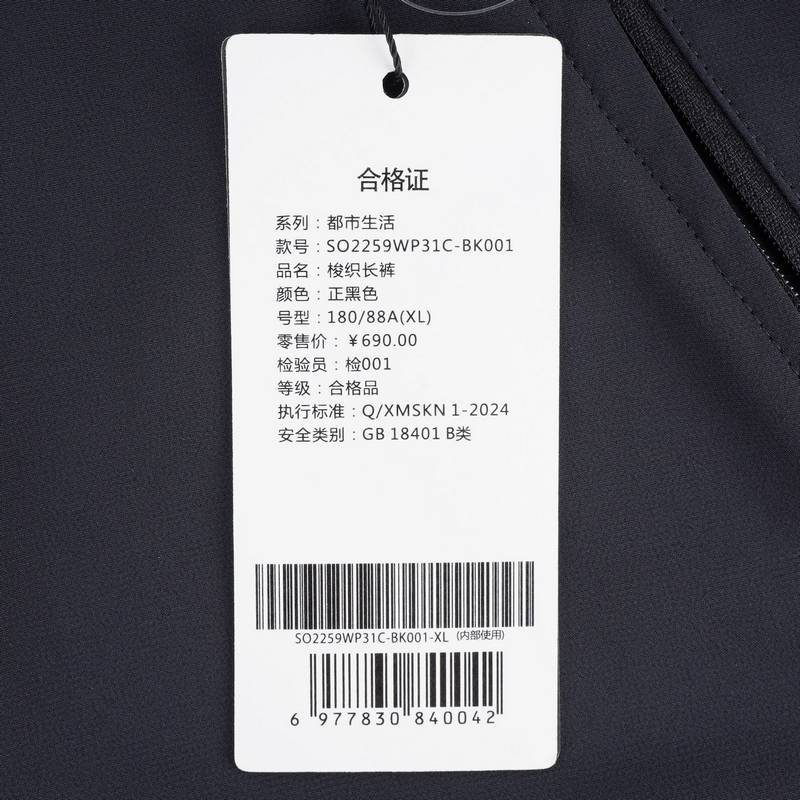 合格证
系列：都市生活
款号：SO2259WP31C-BK001
品名：梭织长裤
颜色：正黑色
号型：180/88A(XL)
零售价：￥690.00
检验员：检001
等级：合格品
执行标准：Q/XMSKN 1-2024
安全类别：GB 18401 B类
SO2259WP31C-BK001-XL (内部使用)
6 977830 840042